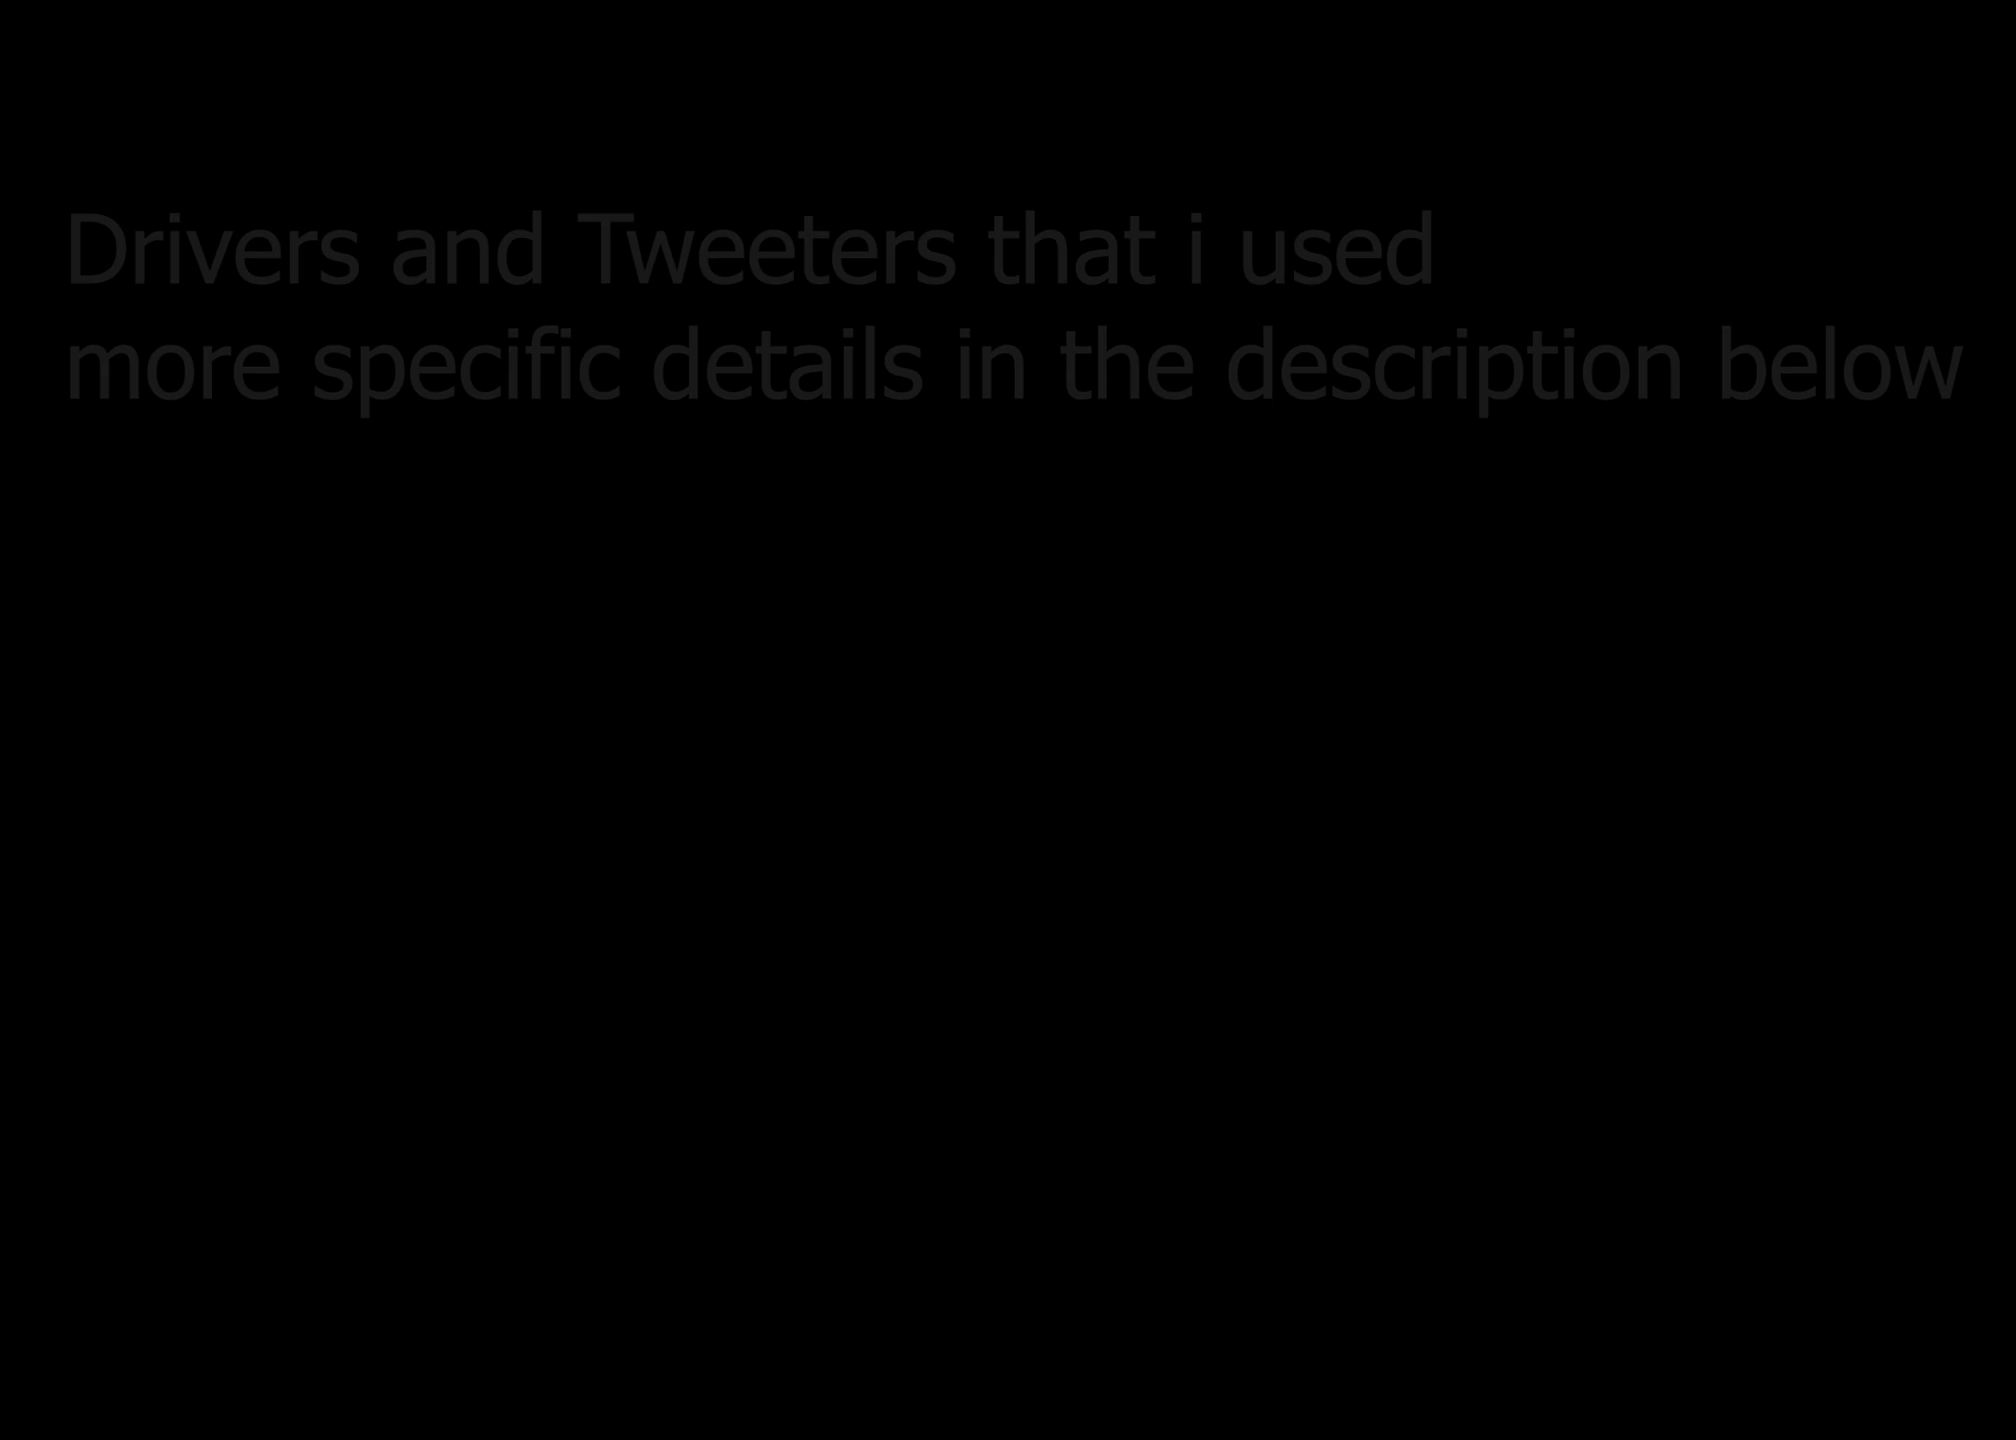 Drivers and Tweeters that i used
more specific details in the description below